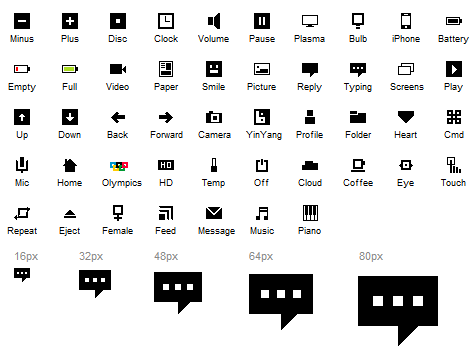 Minus Plus Disc Clock Volume Pause Plasma Bulb iPhone Battery
Empty Full Video Paper Smile Picture Reply Typing Screens Play
Up Down Back Forward Camera YinYang Profile Folder Heart Cmd
HD
Mic Home Olympics HD Temp Off Cloud Coffee Eye Touch
Repeat Eject Female Feed Message Music Piano
16px 32px 48px 64px 80px